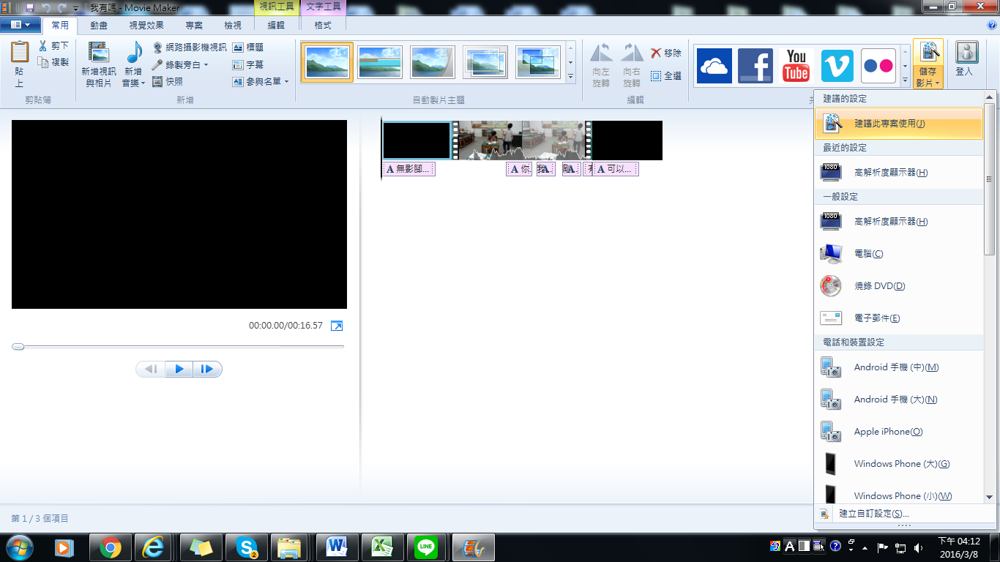 我有嗎 - Movie Maker
視訊工具
文字工具
常用
動畫
視覺效果
專案
檢視
編輯
格式
貼上
剪下
複製
剪貼簿
新增視訊與相片
新增音樂
網路攝影機視訊
錄製旁白
快照
標題
字幕
參與名單
新增
自動製片主題
向左旋轉
向右旋轉
移除
全選
編輯
You
Tube
儲存影片
登入
建議的設定
建議此專案使用(J)
最近的設定
1080
高解析度顯示器(H)
一般設定
1080
高解析度顯示器(H)
電腦(C)
燒錄 DVD(D)
電子郵件(E)
電話和裝置設定
Android 手機 (中)(M)
Android 手機 (大)(N)
Apple iPhone(O)
Windows Phone (大)(G)
Windows Phone (小)(W)
建立自訂設定(S)...
A 無影腳...
A 你
我
A
A
A 可以...
00:00.00/00:16.57
第 1 / 3 個項目
2
LINE
A
下午 04:12
2016/3/8